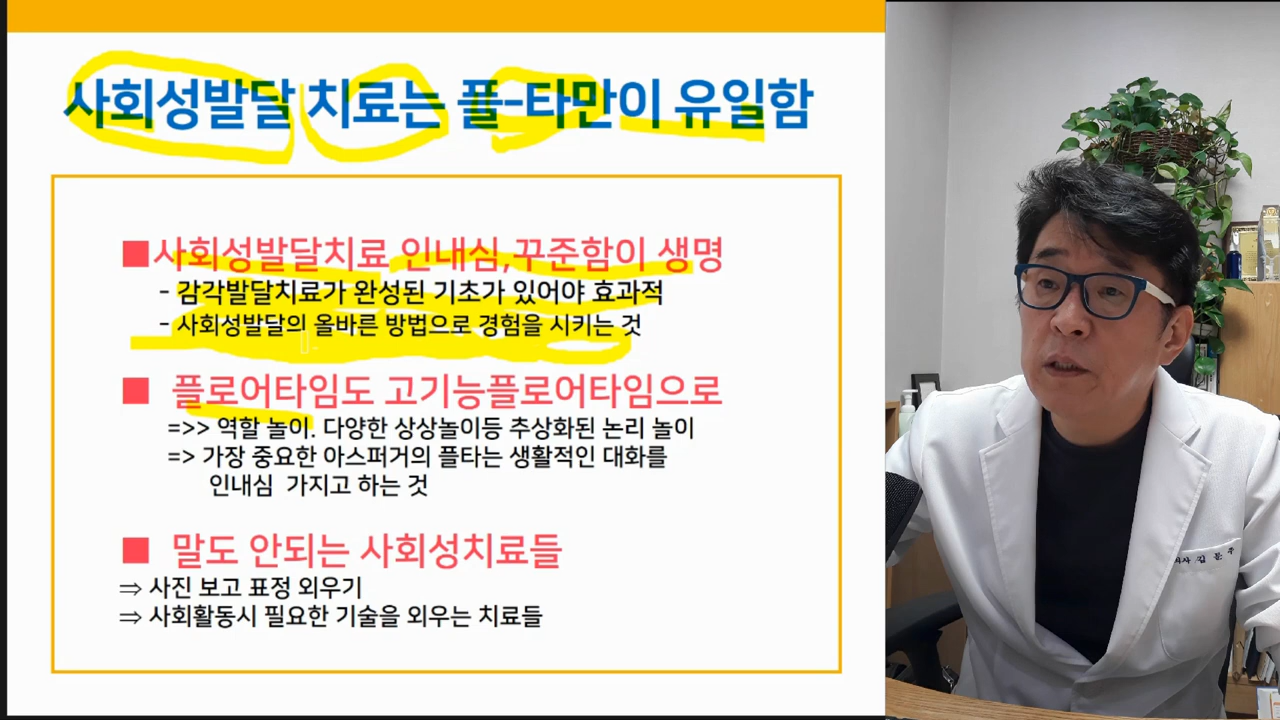 사회성발달 치료는 플-타만이 유일함
■사회성발달치료 인내심,꾸준함이 생명
- 감각발달치료가 완성된 기초가 있어야 효과적
- 사회성발달의 올바른 방법으로 경험을 시키는 것
■ 플로어타임도 고기능플로어타임으로
=>> 역할 놀이. 다양한 상상놀이등 추상화된 논리 놀이
=> 가장 중요한 아스퍼거의 플타는 생활적인 대화를
인내심 가지고 하는 것
■ 말도 안되는 사회성치료들
⇒ 사진 보고 표정 외우기
⇒ 사회활동시 필요한 기술을 외우는 치료들